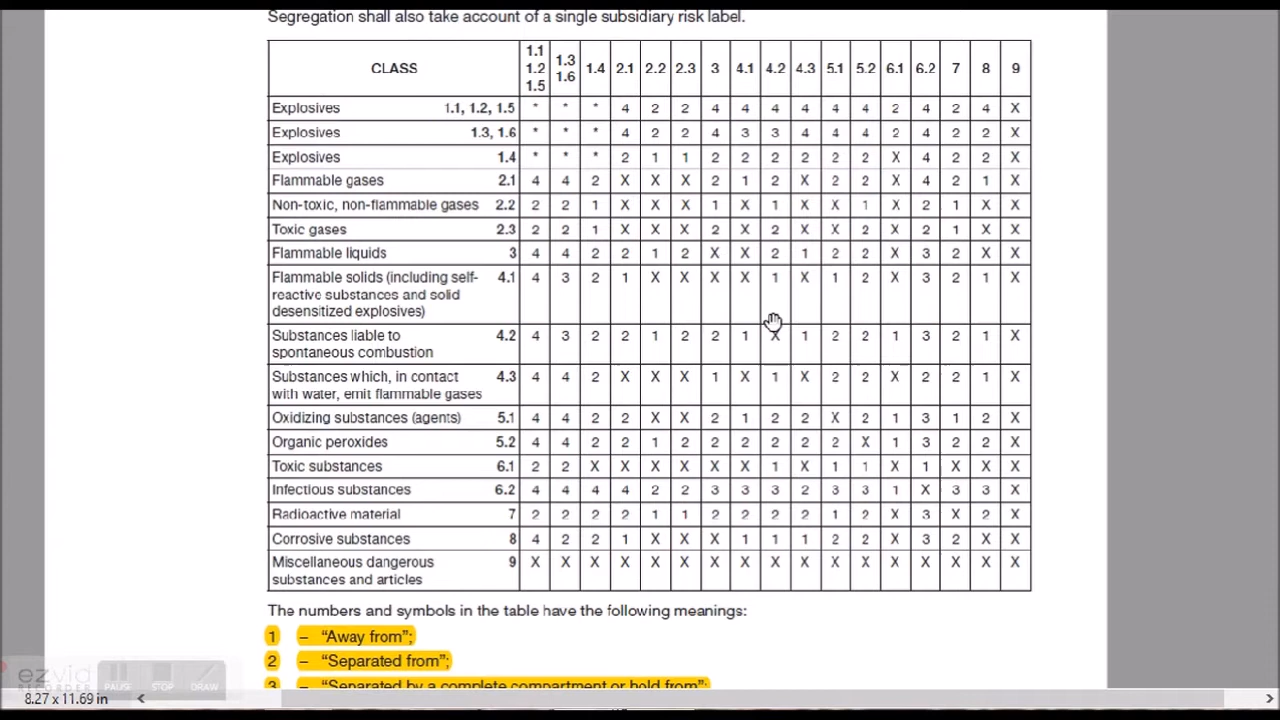 Segregation shall also take account of a single subsidiary risk label.
CLASS 1.1 1.2 1.5 1.3 1.6 1.4 2.1 2.2 2.3 3 4.1 4.2 4.3 5.1 5.2 6.1 6.2 7 8 9
Explosives 1.1, 1.2, 1.5 * * * 4 2 2 4 4 4 4 4 4 2 4 2 4 X
Explosives 1.3, 1.6 * * * 4 2 2 4 3 3 4 4 4 2 4 2 2 X
Explosives 1.4 * * * 2 1 1 2 2 2 2 2 2 X 4 2 2 X
Flammable gases 2.1 4 4 2 X X X 2 1 2 X 2 2 X 4 2 1 X
Non-toxic, non-flammable gases 2.2 2 2 1 X X X 1 X 1 X X 1 X 2 1 X X
Toxic gases 2.3 2 2 1 X X X 2 X 2 X X 2 X 2 1 X X
Flammable liquids 3 4 4 2 2 1 2 X X 2 1 2 2 X 3 2 X X
Flammable solids (including self- 4.1 4 3 2 1 X X X X 1 X 1 2 X 3 2 1 X
reactive substances and solid
desensitized explosives)
Substances liable to 4.2 4 3 2 2 1 2 2 1 X 1 2 2 1 3 2 1 X
spontaneous combustion
Substances which, in contact 4.3 4 4 2 X X X 1 X 1 X 2 2 X 2 2 1 X
with water, emit flammable gases
Oxidizing substances (agents) 5.1 4 4 2 2 X X 2 1 2 2 X 2 1 3 1 2 X
Organic peroxides 5.2 4 4 2 2 1 2 2 2 2 2 2 X 1 3 2 2 X
Toxic substances 6.1 2 2 X X X X X X 1 X 1 1 X 1 X X X
Infectious substances 6.2 4 4 4 4 2 2 3 3 3 2 3 3 1 X 3 3 X
Radioactive material 7 2 2 2 2 1 1 2 2 2 2 1 2 X 3 X 2 X
Corrosive substances 8 4 2 2 1 X X X 1 1 1 2 2 X 3 2 X X
Miscellaneous dangerous 9 X X X X X X X X X X X X X X X X X
substances and articles
The numbers and symbols in the table have the following meanings:
1 – "Away from";
2 – "Separated from";
3 – "Separated by a complete compartment or hold from";
ezvid
RECORDER
PAUSE STOP DRAW
8.27 x 11.69 in